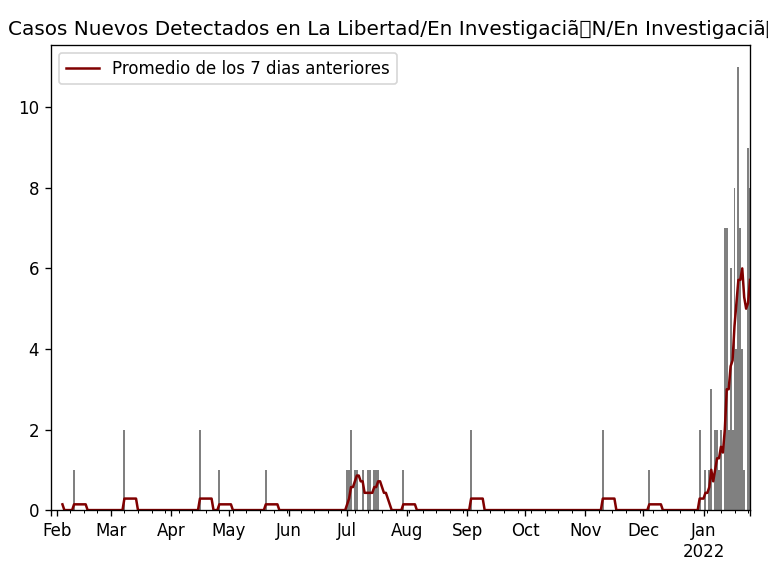 Casos Nuevos Detectados en La Libertad/En Investigaciã▯N/En Investigaciã
Promedio de los 7 dias anteriores
10
8
6
4
2
0
Feb Mar Apr May Jun Jul Aug Sep Oct Nov Dec Jan
2022